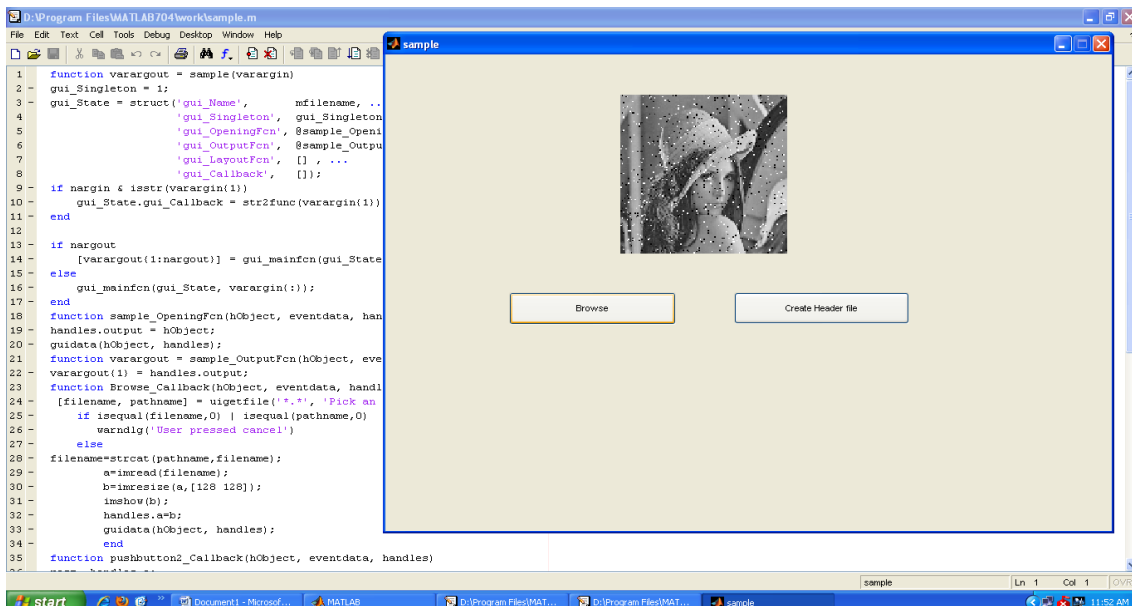 D:\Program Files\MATLAB704\work\sample.m
File Edit Text Cell Tools Debug Desktop Window Help
1 function varargout = sample(varargin)
2 - gui_Singleton = 1;
3 - gui_State = struct('gui_Name', mfilename, ..
4 'gui_Singleton', gui_Singleton
5 'gui_OpeningFcn', @sample_Openi
6 'gui_OutputFcn', @sample_Outpu
7 'gui_LayoutFcn', [] , ...
8 'gui_Callback', []);
9 - if nargin & isstr(varargin{1})
10 - gui_State.gui_Callback = str2func(varargin{1})
11 - end
12
13 - if nargout
14 - [varargout{1:nargout}] = gui_mainfcn(gui_State
15 - else
16 - gui_mainfcn(gui_State, varargin{:});
17 - end
18 function sample_OpeningFcn(hObject, eventdata, han
19 - handles.output = hObject;
20 - guidata(hObject, handles);
21 function varargout = sample_OutputFcn(hObject, eve
22 - varargout{1} = handles.output;
23 function Browse_Callback(hObject, eventdata, handl
24 - [filename, pathname] = uigetfile('*.*', 'Pick an
25 - if isequal(filename,0) | isequal(pathname,0)
26 - warndlg('User pressed cancel')
27 - else
28 - filename=strcat(pathname,filename);
29 - a=imread(filename);
30 - b=imresize(a,[128 128]);
31 - imshow(b);
32 - handles.a=b;
33 - guidata(hObject, handles);
34 - end
35 function pushbutton2_Callback(hObject, eventdata, handles)
sample
Browse
Create Header file
sample
Ln 1 Col 1 OVR
start
Document1 - Microsof...
MATLAB
D:\Program Files\MAT...
D:\Program Files\MAT...
sample
11:52 AM